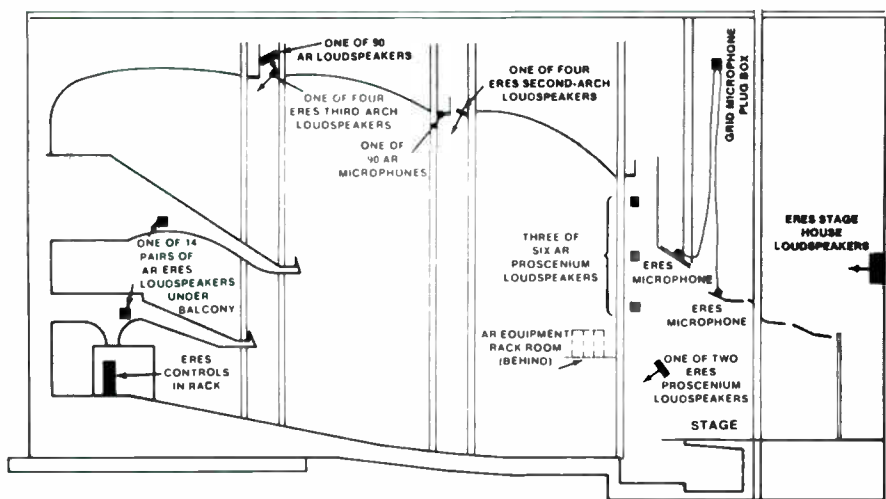 ONE OF 90
AR LOUDSPEAKERS
ONE OF FOUR
ERES THIRD ARCH
LOUDSPEAKERS
ONE OF FOUR
ERES SECOND-ARCH
LOUDSPEAKERS
ONE OF
90 AR
MICROPHONES
GRID MICROPHONE
PLUG BOX
ONE OF 14
PAIRS OF
AR ERES
LOUDSPEAKERS
UNDER
BALCONY
THREE OF
SIX AR
PROSCENIUM
LOUDSPEAKERS
ERES
MICROPHONE
ERES STAGE
HOUSE
LOUDSPEAKERS
ERES
MICROPHONE
AR EQUIPMENT
RACK ROOM
(BEHIND)
ERES
CONTROLS
IN RACK
ONE OF TWO
ERES
PROSCENIUM
LOUDSPEAKERS
STAGE